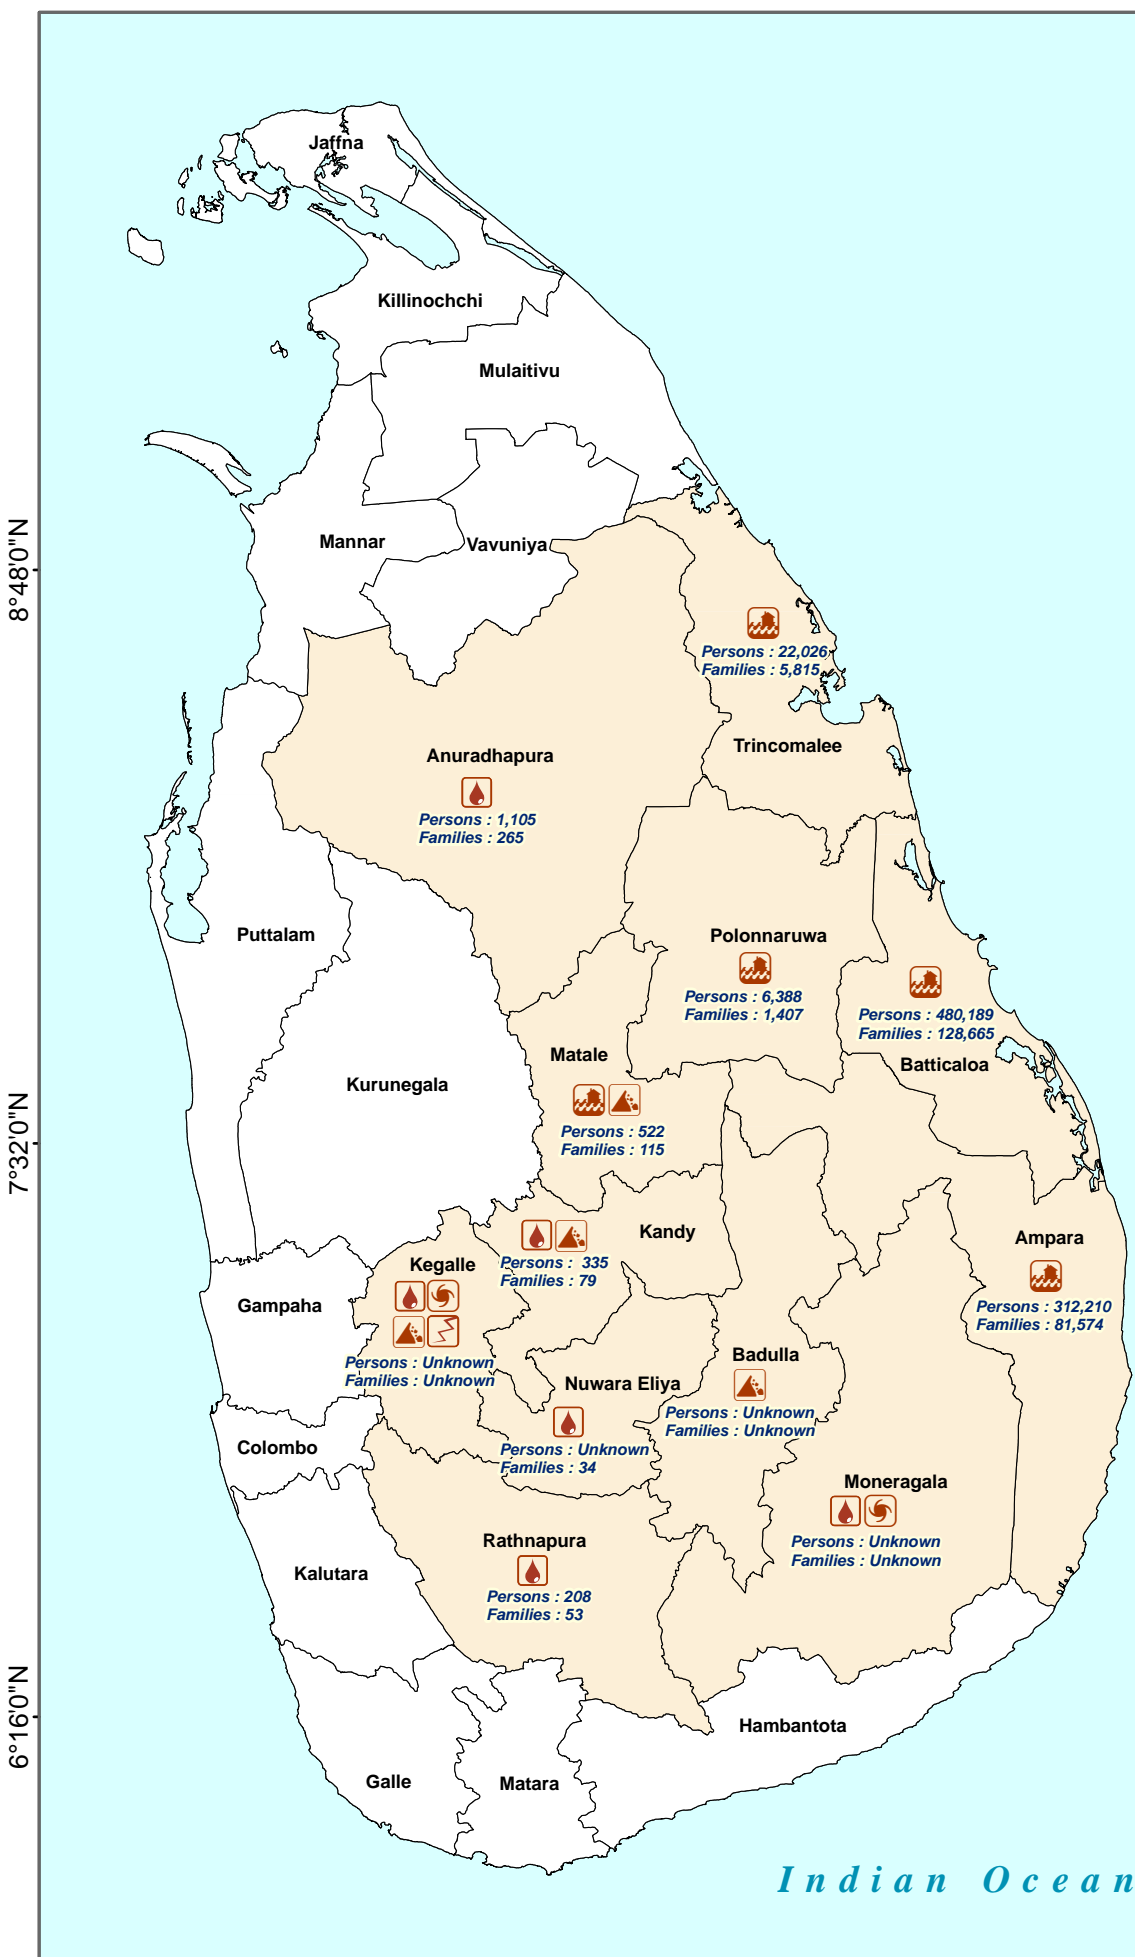 Jaffna
Killinochchi
Mulaitivu
Mannar
Vavuniya
8°48'0"N
Persons : 22,026
Families : 5,815
Trincomalee
Anuradhapura
Persons : 1,105
Families : 265
Puttalam
Polonnaruwa
Persons : 6,388
Families : 1,407
Persons : 480,189
Families : 128,665
Batticaloa
Matale
Persons : 522
Families : 115
Kurunegala
7°32'0"N
Kandy
Persons : 335
Families : 79
Ampara
Persons : 312,210
Families : 81,574
Kegalle
Persons : Unknown
Families : Unknown
Gampaha
Badulla
Persons : Unknown
Families : Unknown
Nuwara Eliya
Persons : Unknown
Families : 34
Colombo
Moneragala
Persons : Unknown
Families : Unknown
Rathnapura
Persons : 208
Families : 53
Kalutara
6°16'0"N
Hambantota
Galle
Matara
Indian Ocean